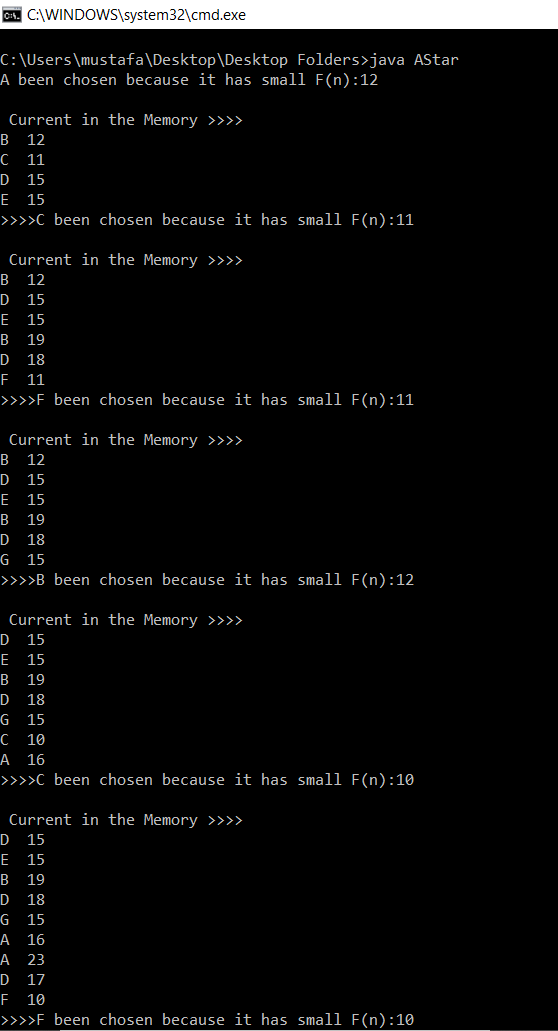 C:\WINDOWS\system32\cmd.exe
C:\Users\mustafa\Desktop\Desktop Folders>java AStar
A been chosen because it has small F(n):12
Current in the Memory >>>>
B 12
C 11
D 15
E 15
>>>>C been chosen because it has small F(n):11
Current in the Memory >>>>
B 12
D 15
E 15
B 19
D 18
F 11
>>>>F been chosen because it has small F(n):11
Current in the Memory >>>>
B 12
D 15
E 15
B 19
D 18
G 15
>>>>B been chosen because it has small F(n):12
Current in the Memory >>>>
D 15
E 15
B 19
D 18
G 15
C 10
A 16
>>>>C been chosen because it has small F(n):10
Current in the Memory >>>>
D 15
E 15
B 19
D 18
G 15
A 16
A 23
D 17
F 10
>>>>F been chosen because it has small F(n):10